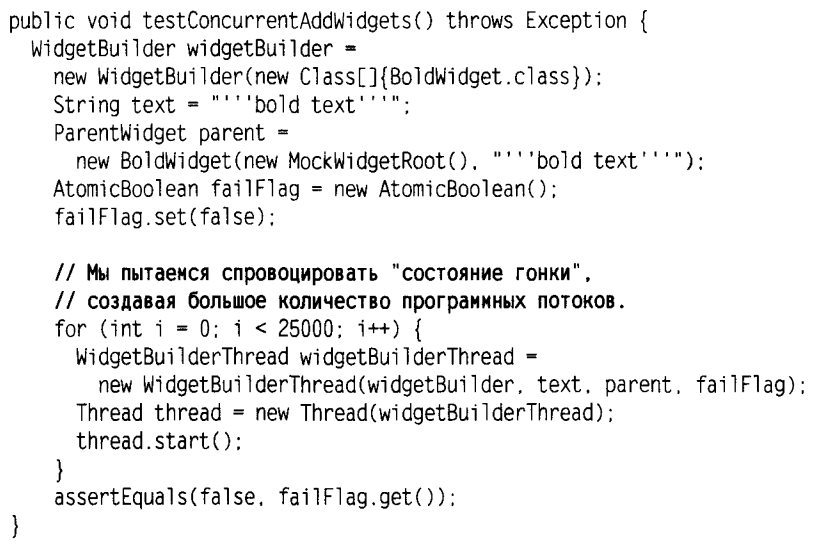 public void testConcurrentAddWidgets() throws Exception {
WidgetBuilder widgetBuilder =
new WidgetBuilder(new Class[]{BoldWidget.class});
String text = "'''bold text'''";
ParentWidget parent =
new BoldWidget(new MockWidgetRoot(), "'''bold text'''");
AtomicBoolean failFlag = new AtomicBoolean();
failFlag.set(false);
// Мы пытаемся спровоцировать "состояние гонки",
// создавая большое количество программных потоков.
for (int i = 0; i < 25000; i++) {
WidgetBuilderThread widgetBuilderThread =
new WidgetBuilderThread(widgetBuilder, text, parent, failFlag);
Thread thread = new Thread(widgetBuilderThread);
thread.start();
}
assertEquals(false, failFlag.get());
}